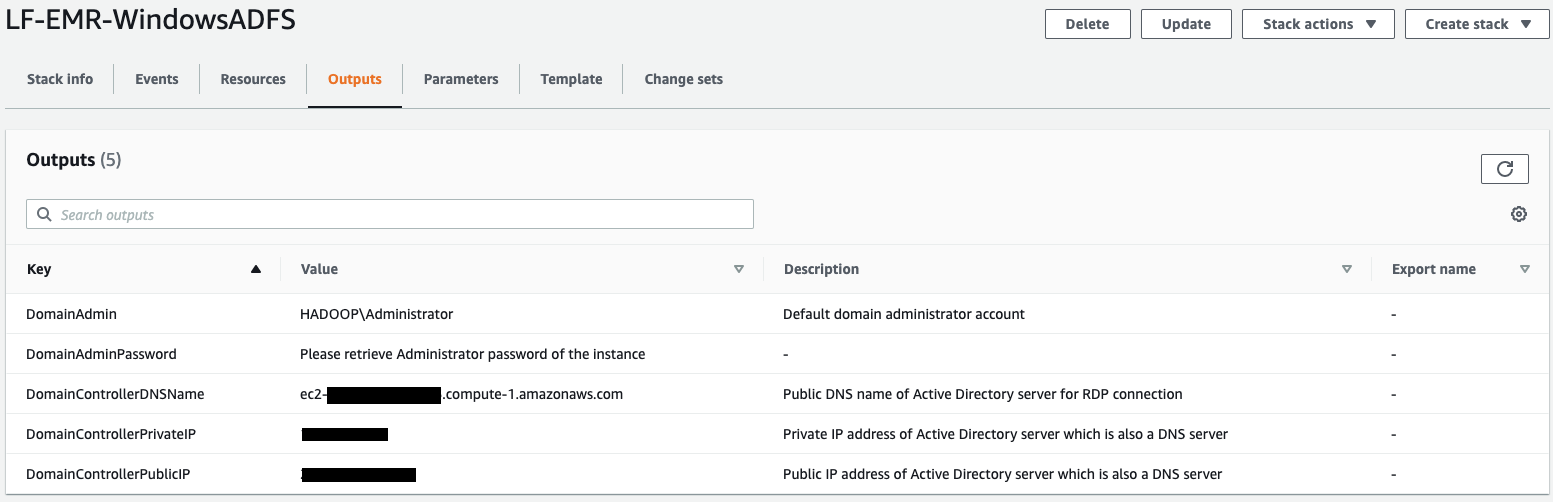 LF-EMR-WindowsADFS
Delete Update Stack actions Create stack
Stack info Events Resources Outputs Parameters Template Change sets
Outputs (5)
Search outputs
Key Value Description Export name
DomainAdmin HADOOP\Administrator Default domain administrator account -
DomainAdminPassword Please retrieve Administrator password of the instance - -
DomainControllerDNSName ec2- .compute-1.amazonaws.com Public DNS name of Active Directory server for RDP connection -
DomainControllerPrivateIP Private IP address of Active Directory server which is also a DNS server -
DomainControllerPublicIP Public IP address of Active Directory server which is also a DNS server -